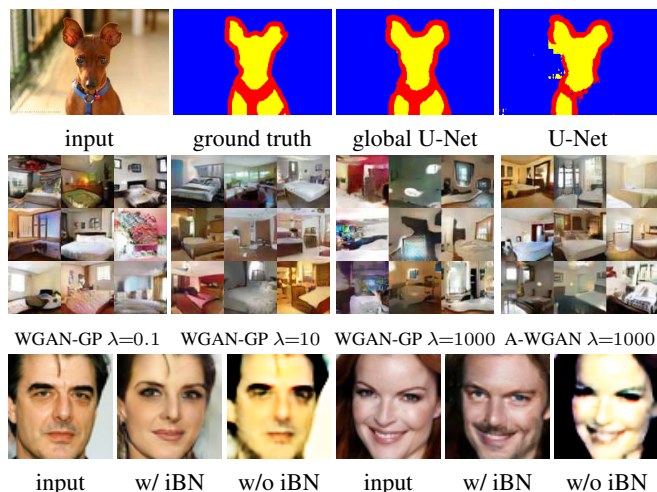 input ground truth global U-Net U-Net
WGAN-GP λ=0.1 WGAN-GP λ=10 WGAN-GP λ=1000 A-WGAN λ=1000
input w/ iBN w/o iBN input w/ iBN w/o iBN